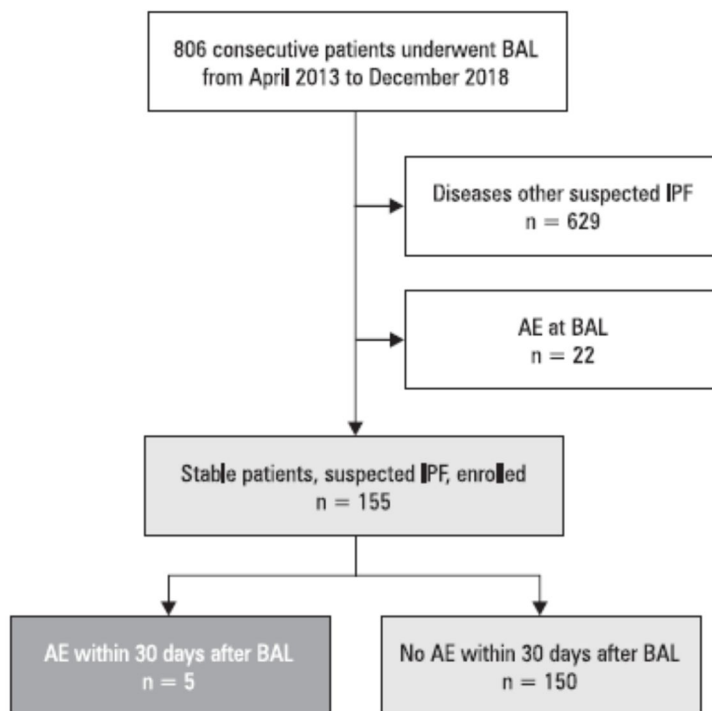 806 consecutive patients underwent BAL
from April 2013 to December 2018
Diseases other suspected IPF
n = 629
AE at BAL
n = 22
Stable patients, suspected IPF, enrolled
n = 155
AE within 30 days after BAL
n = 5
No AE within 30 days after BAL
n = 150